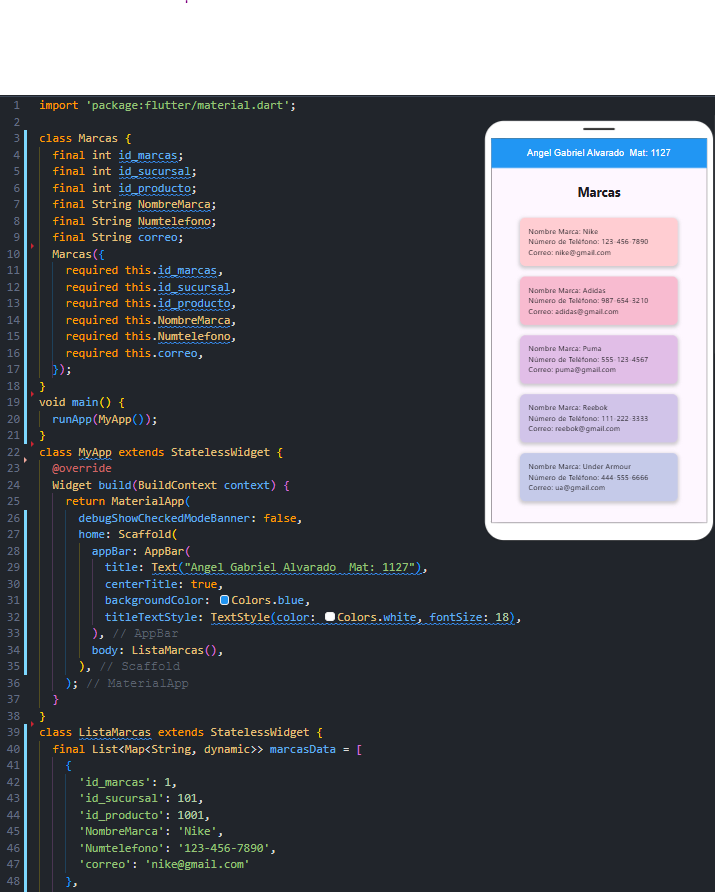 1 import 'package:flutter/material.dart';
2
3 class Marcas {
4 final int id_marcas;
5 final int id_sucursal;
6 final int id_producto;
7 final String NombreMarca;
8 final String Numtelefono;
9 final String correo;
10 Marcas({
11 required this.id_marcas,
12 required this.id_sucursal,
13 required this.id_producto,
14 required this.NombreMarca,
15 required this.Numtelefono,
16 required this.correo,
17 });
18 }
19 void main() {
20 runApp(MyApp());
21 }
22 class MyApp extends StatelessWidget {
23 @override
24 Widget build(BuildContext context) {
25 return MaterialApp(
26 debugShowCheckedModeBanner: false,
27 home: Scaffold(
28 appBar: AppBar(
29 title: Text("Angel Gabriel Alvarado  Mat: 1127"),
30 centerTitle: true,
31 backgroundColor: Colors.blue,
32 titleTextStyle: TextStyle(color: Colors.white, fontSize: 18),
33 ), // AppBar
34 body: ListaMarcas(),
35 ), // Scaffold
36 ); // MaterialApp
37 }
38 }
39 class ListaMarcas extends StatelessWidget {
40 final List<Map<String, dynamic>> marcasData = [
41 {
42 'id_marcas': 1,
43 'id_sucursal': 101,
44 'id_producto': 1001,
45 'NombreMarca': 'Nike',
46 'Numtelefono': '123-456-7890',
47 'correo': 'nike@gmail.com'
48 },
Angel Gabriel Alvarado  Mat: 1127
Marcas
Nombre Marca: Nike
Número de Teléfono: 123-456-7890
Correo: nike@gmail.com
Nombre Marca: Adidas
Número de Teléfono: 987-654-3210
Correo: adidas@gmail.com
Nombre Marca: Puma
Número de Teléfono: 555-123-4567
Correo: puma@gmail.com
Nombre Marca: Reebok
Número de Teléfono: 111-222-3333
Correo: reebok@gmail.com
Nombre Marca: Under Armour
Número de Teléfono: 444-555-6666
Correo: ua@gmail.com